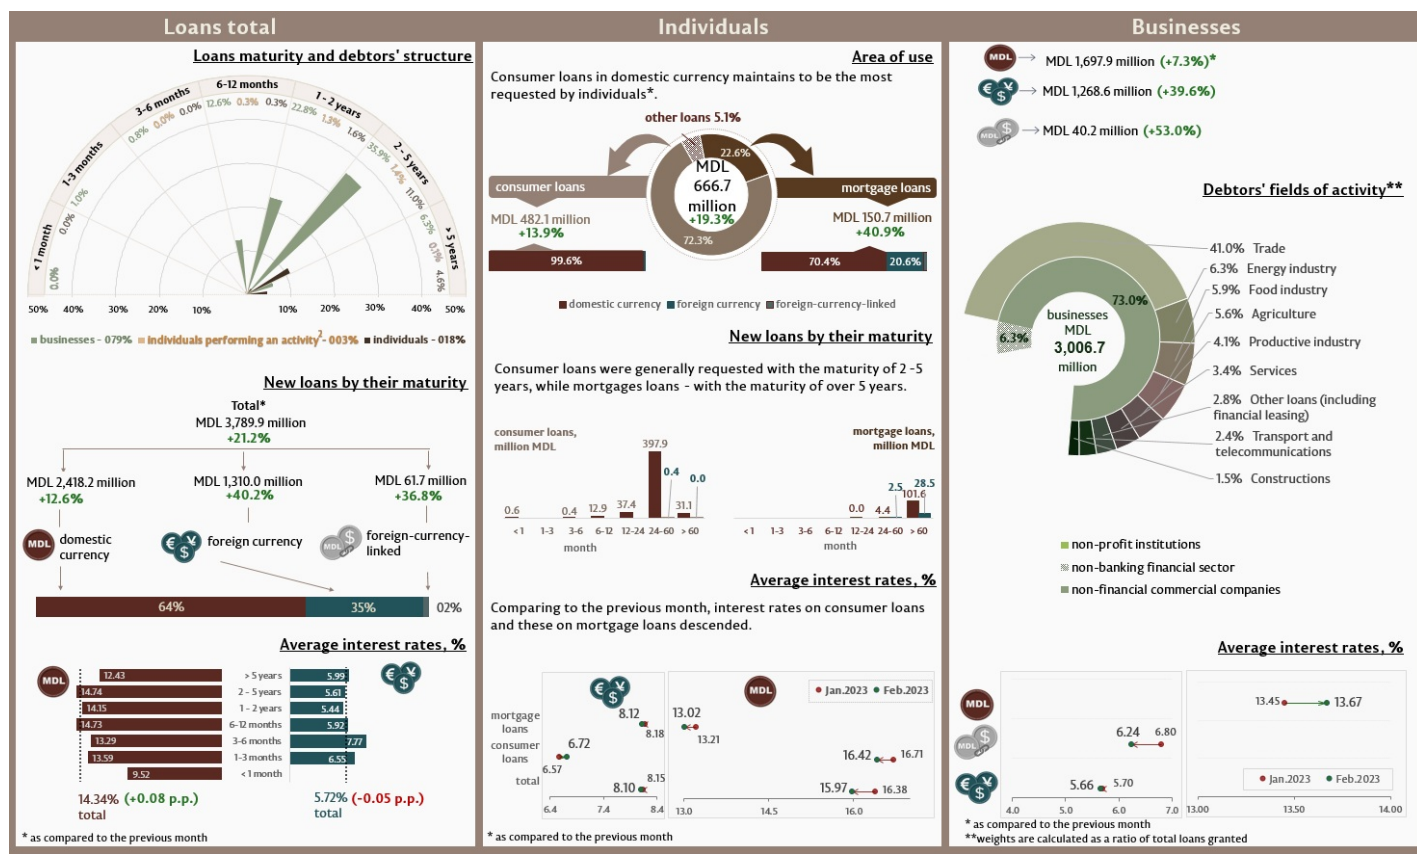 Loans total
Loans maturity and debtors' structure
< 1 month
1-3 months
3-6 months
6-12 months
1 - 2 years
2 - 5 years
> 5 years
0.0%
0.0% 1.0%
0.8% 0.0% 0.0%
12.6% 0.3% 0.3%
22.8% 1.3% 1.6%
35.9% 1.4% 11.0%
6.3% 0.1% 4.6%
50% 40% 30% 20% 10% 10% 20% 30% 40% 50%
businesses - 079% individuals performing an activity2 - 003% individuals - 018%
New loans by their maturity
Total*
MDL 3,789.9 million
+21.2%
MDL 2,418.2 million MDL 1,310.0 million MDL 61.7 million
+12.6% +40.2% +36.8%
MDL domestic currency
€ ¥ $ foreign currency
MDL $ foreign-currency-linked
64% 35% 02%
Average interest rates, %
MDL € ¥ $
12.43 > 5 years 5.99
14.74 2 - 5 years 5.61
14.15 1 - 2 years 5.44
14.73 6-12 months 5.92
13.29 3-6 months 7.77
13.59 1-3 months 6.55
9.52 < 1 month
14.34% (+0.08 p.p.) 5.72% (-0.05 p.p.)
total total
* as compared to the previous month
Individuals
Area of use
Consumer loans in domestic currency maintains to be the most
requested by individuals*.
other loans 5.1%
22.6%
MDL
666.7
million
+19.3%
72.3%
consumer loans
MDL 482.1 million
+13.9%
99.6%
mortgage loans
MDL 150.7 million
+40.9%
70.4% 20.6%
domestic currency foreign currency foreign-currency-linked
New loans by their maturity
Consumer loans were generally requested with the maturity of 2 -5
years, while mortgages loans - with the maturity of over 5 years.
consumer loans,
million MDL
0.6 0.4 12.9 37.4 397.9 0.4 31.1 0.0
< 1 1-3 3-6 6-12 12-24 24-60 > 60
month
mortgage loans,
million MDL
0.0 4.4 2.5 101.6 28.5
< 1 1-3 3-6 6-12 12-24 24-60 > 60
month
Average interest rates, %
Comparing to the previous month, interest rates on consumer loans
and these on mortgage loans descended.
€ ¥ $ MDL Jan.2023 Feb.2023
mortgage
loans
8.12 8.18 13.02 13.21
consumer
loans
6.72 6.57 16.42 16.71
total
8.10 8.15 15.97 16.38
6.4 7.4 8.4 13.0 14.5 16.0
* as compared to the previous month
Businesses
MDL MDL 1,697.9 million (+7.3%)*
€ ¥ $ MDL 1,268.6 million (+39.6%)
MDL $ MDL 40.2 million (+53.0%)
Debtors' fields of activity**
73.0%
6.3%
businesses
MDL
3,006.7
million
41.0% Trade
6.3% Energy industry
5.9% Food industry
5.6% Agriculture
4.1% Productive industry
3.4% Services
2.8% Other loans (including
financial leasing)
2.4% Transport and
telecommunications
1.5% Constructions
non-profit institutions
non-banking financial sector
non-financial commercial companies
Average interest rates, %
MDL 13.45 13.67
MDL $ 6.24 6.80
€ ¥ $ 5.66 5.70
Jan.2023 Feb.2023
4.0 5.0 6.0 7.0 13.00 13.50 14.00
* as compared to the previous month
**weights are calculated as a ratio of total loans granted